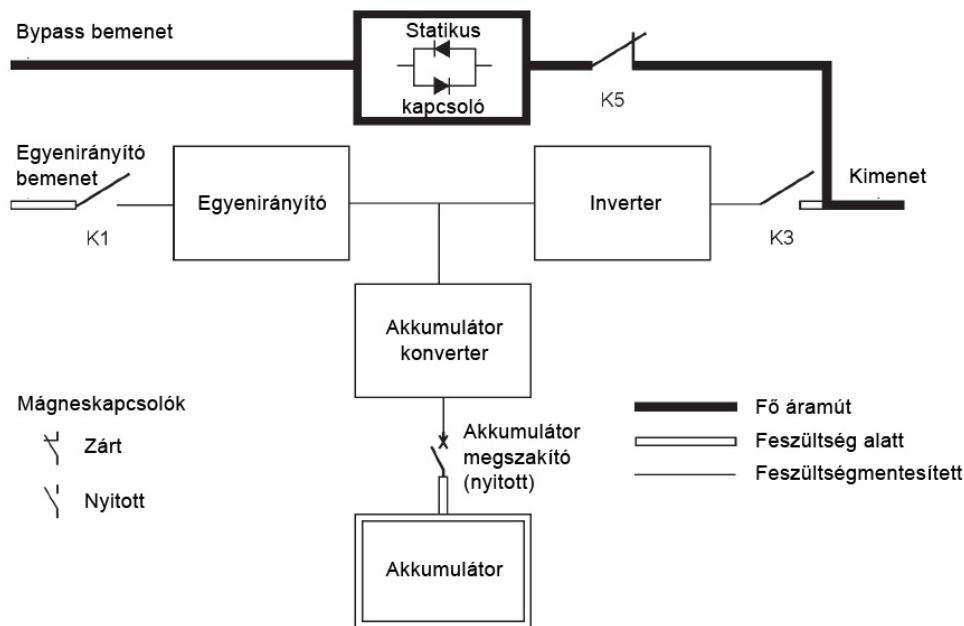 Bypass bemenet
Statikus
kapcsoló
K5
Egyenirányító
bemenet
K1
Egyenirányító
Inverter
K3
Kimenet
Akkumulátor
konverter
Mágneskapcsolók
Zárt
Nyitott
Akkumulátor
megszakító
(nyitott)
Fő áramút
Feszültség alatt
Feszültségmentesített
Akkumulátor